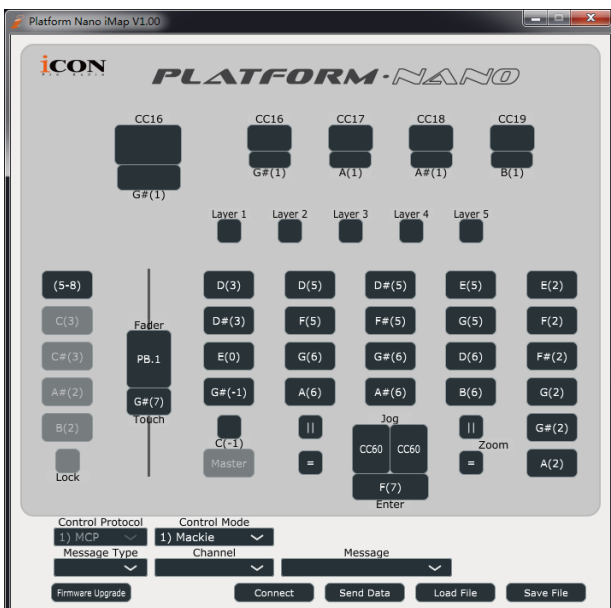 Platform Nano iMap V1.00
iCON
PRO AUDIO
PLATFORM·NANO
CC16 CC16 CC17 CC18 CC19
G#(1) A(1) A#(1) B(1)
G#(1)
Layer 1 Layer 2 Layer 3 Layer 4 Layer 5
(5-8) D(3) D(5) D#(5) E(5) E(2)
C(3) Fader D#(3) F(5) F#(5) G(5) F(2)
C#(3) PB.1 E(0) G(6) G#(6) D(6) F#(2)
A#(2) G#(7) G#(-1) A(6) A#(6) B(6) G(2)
B(2) Touch C(-1) || Jog || G#(2)
CC60 CC60 Zoom
Lock Master = F(7) = A(2)
Enter
Control Protocol Control Mode
1) MCP 1) Mackie
Message Type Channel Message
Firmware Upgrade Connect Send Data Load File Save File